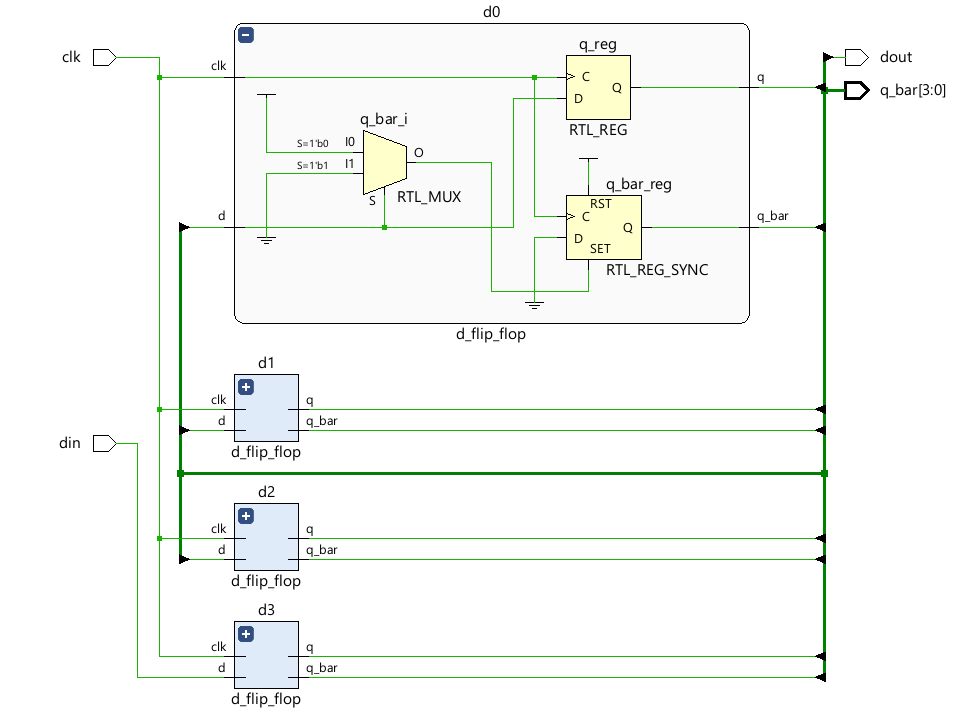 d0
clk
q_reg
C
D
Q
RTL_REG
q
dout
q_bar[3:0]
clk
q_bar_i
S=1'b0
I0
S=1'b1
I1
O
S
RTL_MUX
q_bar_reg
RST
C
D
Q
SET
RTL_REG_SYNC
d
q_bar
d_flip_flop
d1
clk
q
d
q_bar
d_flip_flop
din
d2
clk
q
d
q_bar
d_flip_flop
d3
clk
q
d
q_bar
d_flip_flop